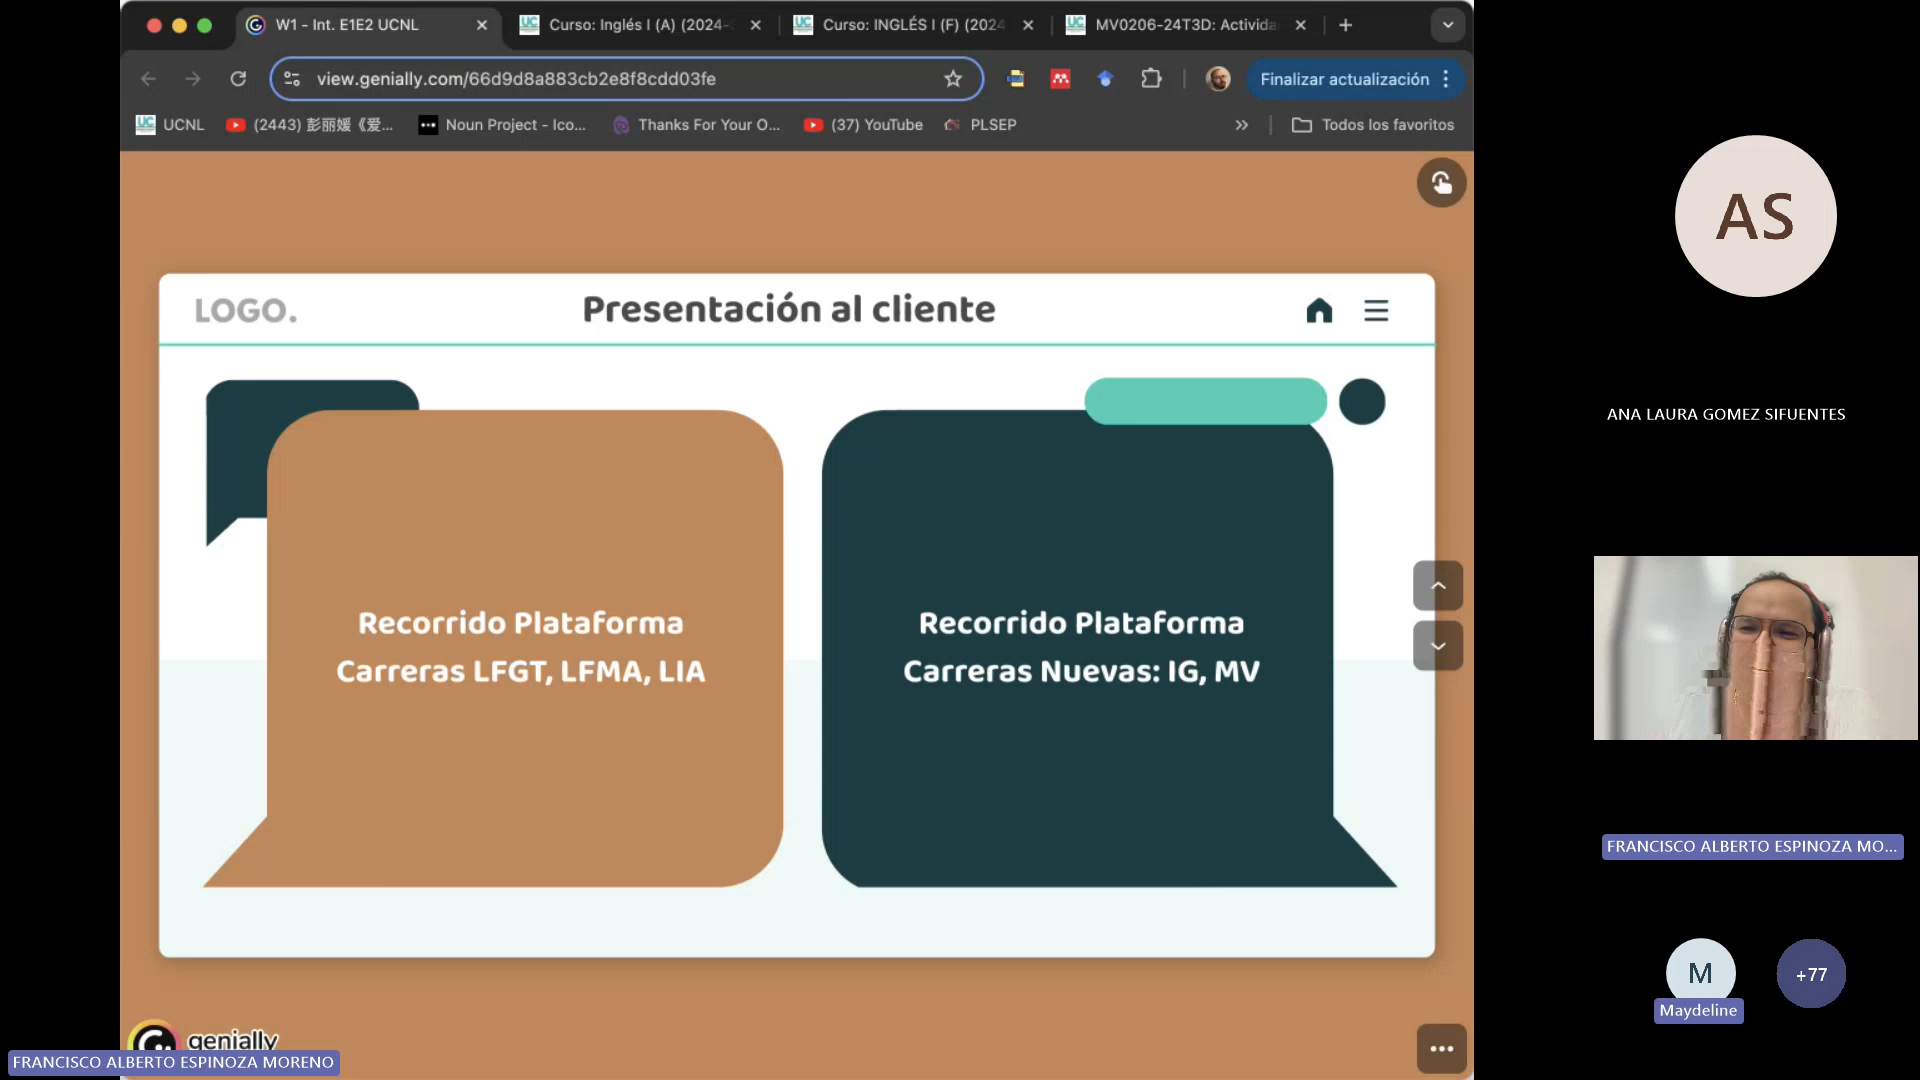 W1 - Int. E1E2 UCNL
Curso: Inglés I (A) (2024-
Curso: INGLÉS I (F) (2024
MV0206-24T3D: Activida
view.genially.com/66d9d8a883cb2e8f8cdd03fe
Finalizar actualización
UCNL
(2443) 彭丽媛《爱...
Noun Project - Ico...
Thanks For Your O...
(37) YouTube
PLSEP
Todos los favoritos
LOGO.
Presentación al cliente
Recorrido Plataforma
Carreras LFGT, LFMA, LIA
Recorrido Plataforma
Carreras Nuevas: IG, MV
genially
FRANCISCO ALBERTO ESPINOZA MORENO
AS
ANA LAURA GOMEZ SIFUENTES
FRANCISCO ALBERTO ESPINOZA MO...
M
+77
Maydeline